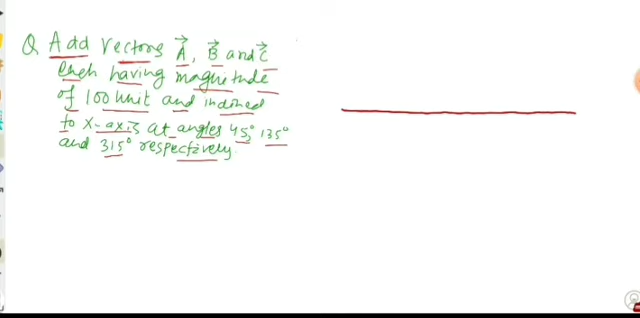 Q Add vectors A⃗, B⃗ and C⃗
each having magnitude
of 100 unit and inclined
to X-axis at angles 45° 135°
and 315° respectively.